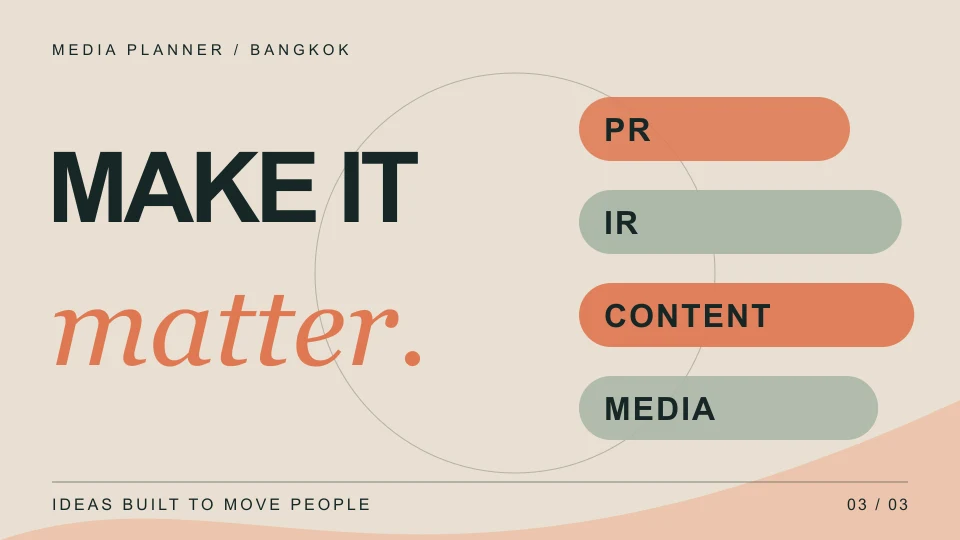 MEDIA PLANNER / BANGKOK
MAKE IT
matter.
PR
IR
CONTENT
MEDIA
IDEAS BUILT TO MOVE PEOPLE
03 / 03